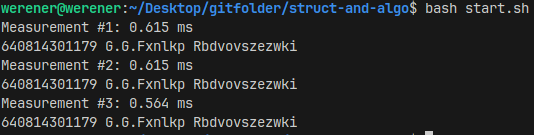 werener@werener:~/Desktop/gitfolder/struct-and-algo$ bash start.sh
Measurement #1: 0.615 ms
640814301179 G.G.Fxnlkp Rbdvovszezwki
Measurement #2: 0.615 ms
640814301179 G.G.Fxnlkp Rbdvovszezwki
Measurement #3: 0.564 ms
640814301179 G.G.Fxnlkp Rbdvovszezwki